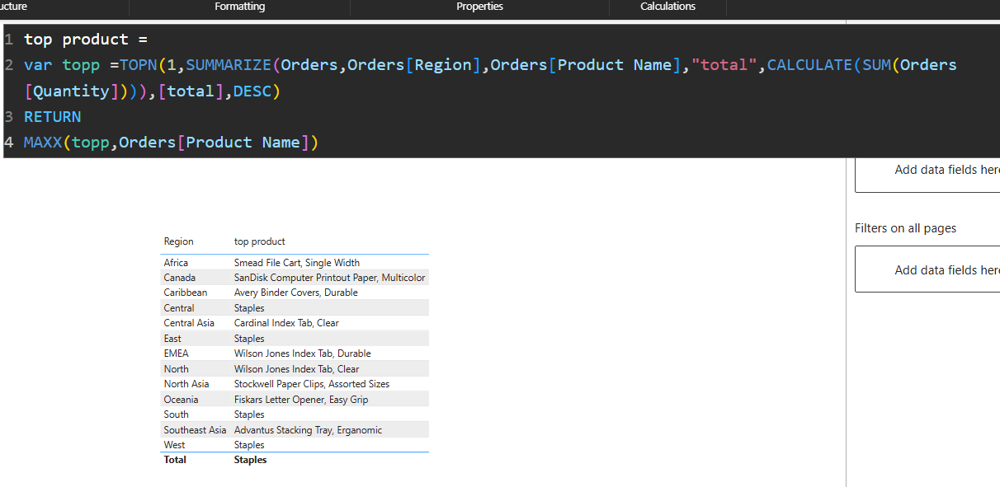 ucture Formatting Properties Calculations
1 top product =
2 var topp =TOPN(1,SUMMARIZE(Orders,Orders[Region],Orders[Product Name],"total",CALCULATE(SUM(Orders
[Quantity]))),[total],DESC)
3 RETURN
4 MAXX(topp,Orders[Product Name])
Add data fields here
Filters on all pages
Add data fields here
Region top product
Africa Smead File Cart, Single Width
Canada SanDisk Computer Printout Paper, Multicolor
Caribbean Avery Binder Covers, Durable
Central Staples
Central Asia Cardinal Index Tab, Clear
East Staples
EMEA Wilson Jones Index Tab, Durable
North Wilson Jones Index Tab, Clear
North Asia Stockwell Paper Clips, Assorted Sizes
Oceania Fiskars Letter Opener, Easy Grip
South Staples
Southeast Asia Advantus Stacking Tray, Erganomic
West Staples
Total Staples